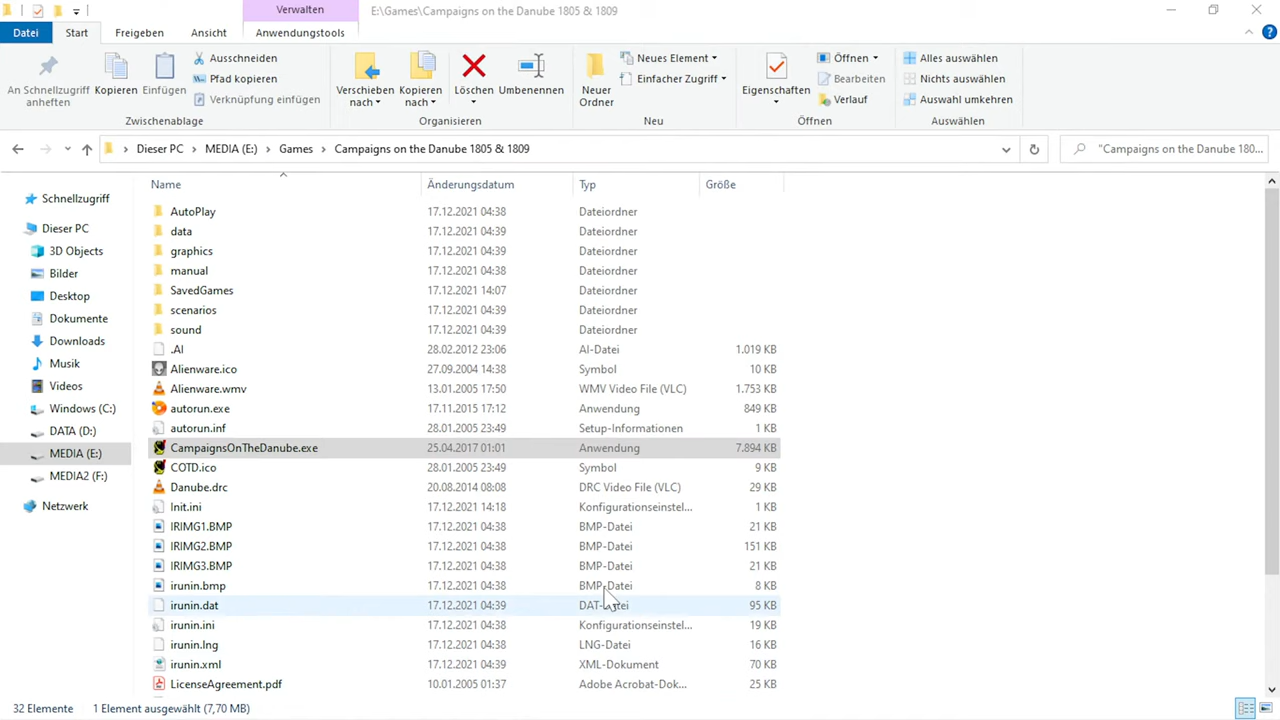 Verwalten E:\Games\Campaigns on the Danube 1805 & 1809
Datei Start Freigeben Ansicht Anwendungstools
An Schnellzugriff anheften
Kopieren
Einfügen
Ausschneiden
Pfad kopieren
Verknüpfung einfügen
Zwischenablage
Verschieben nach
Kopieren nach
Löschen
Umbenennen
Organisieren
Neuer Ordner
Neues Element
Einfacher Zugriff
Neu
Eigenschaften
Öffnen
Bearbeiten
Verlauf
Öffnen
Alles auswählen
Nichts auswählen
Auswahl umkehren
Auswählen
Dieser PC MEDIA (E:) Games Campaigns on the Danube 1805 & 1809 "Campaigns on the Danube 180...
Schnellzugriff
Dieser PC
3D Objects
Bilder
Desktop
Dokumente
Downloads
Musik
Videos
Windows (C:)
DATA (D:)
MEDIA (E:)
MEDIA2 (F:)
Netzwerk
Name Änderungsdatum Typ Größe
AutoPlay 17.12.2021 04:38 Dateiordner
data 17.12.2021 04:39 Dateiordner
graphics 17.12.2021 04:39 Dateiordner
manual 17.12.2021 04:38 Dateiordner
SavedGames 17.12.2021 14:07 Dateiordner
scenarios 17.12.2021 04:39 Dateiordner
sound 17.12.2021 04:39 Dateiordner
.AI 28.02.2012 23:06 AI-Datei 1.019 KB
Alienware.ico 27.09.2004 14:38 Symbol 10 KB
Alienware.wmv 13.01.2005 17:50 WMV Video File (VLC) 1.753 KB
autorun.exe 17.11.2015 17:12 Anwendung 849 KB
autorun.inf 28.01.2005 23:49 Setup-Informationen 1 KB
CampaignsOnTheDanube.exe 25.04.2017 01:01 Anwendung 7.894 KB
COTD.ico 28.01.2005 23:49 Symbol 9 KB
Danube.drc 20.08.2014 08:08 DRC Video File (VLC) 29 KB
Init.ini 17.12.2021 14:18 Konfigurationseinstel... 1 KB
IRIMG1.BMP 17.12.2021 04:38 BMP-Datei 21 KB
IRIMG2.BMP 17.12.2021 04:38 BMP-Datei 151 KB
IRIMG3.BMP 17.12.2021 04:38 BMP-Datei 21 KB
irunin.bmp 17.12.2021 04:38 BMP-Datei 8 KB
irunin.dat 17.12.2021 04:39 DAT-Datei 95 KB
irunin.ini 17.12.2021 04:38 Konfigurationseinstel... 19 KB
irunin.lng 17.12.2021 04:38 LNG-Datei 16 KB
irunin.xml 17.12.2021 04:39 XML-Dokument 70 KB
LicenseAgreement.pdf 10.01.2005 01:37 Adobe Acrobat-Dok... 25 KB
32 Elemente 1 Element ausgewählt (7,70 MB)